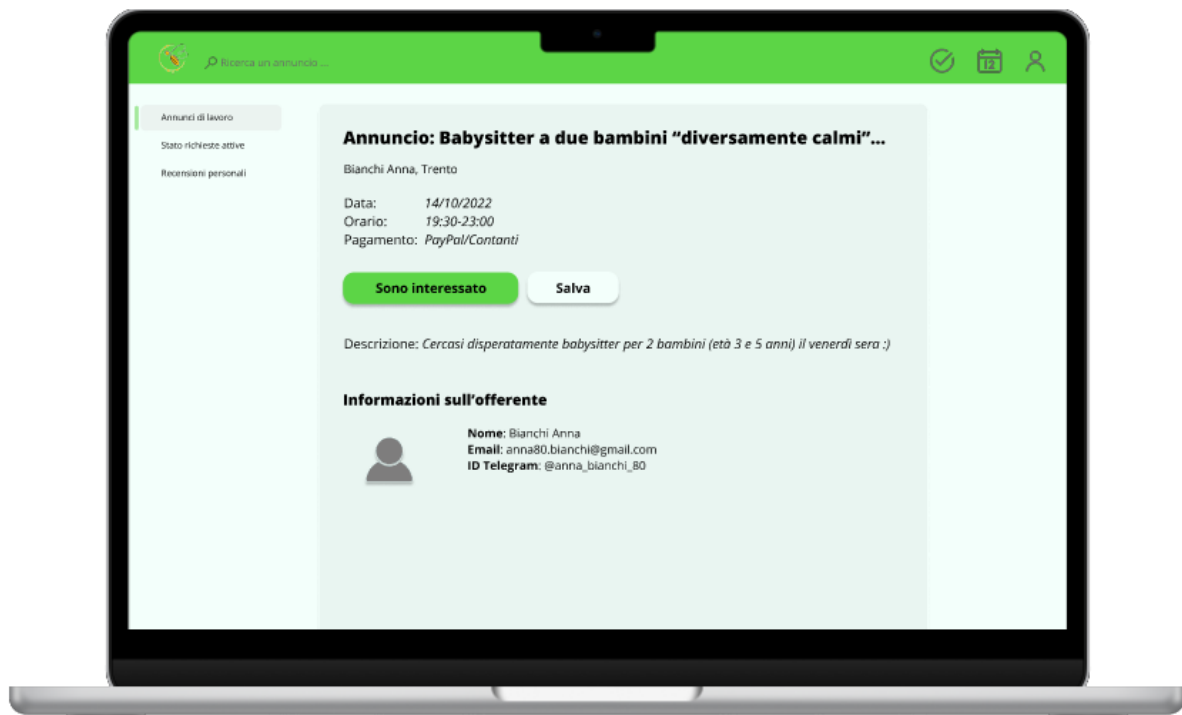 Ricerca un annuncio ...
12
Annunci di lavoro
Stato richieste attive
Recensioni personali
Annuncio: Babysitter a due bambini “diversamente calmi”...
Bianchi Anna, Trento
Data: 14/10/2022
Orario: 19:30-23:00
Pagamento: PayPal/Contanti
Sono interessato Salva
Descrizione: Cercasi disperatamente babysitter per 2 bambini (età 3 e 5 anni) il venerdì sera :)
Informazioni sull’offerente
Nome: Bianchi Anna
Email: anna80.bianchi@gmail.com
ID Telegram: @anna_bianchi_80